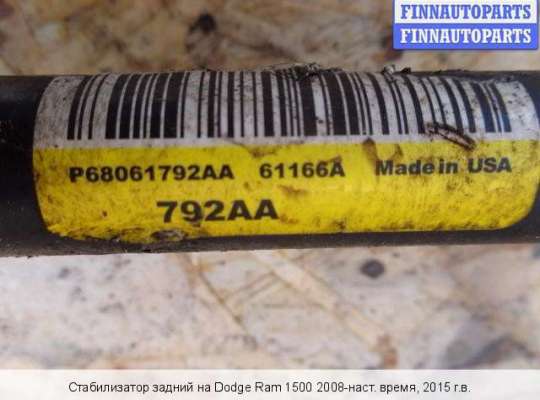 FINNAUTOPARTS
FINNAUTOPARTS
P68061792AA 61166A Made in USA
792AA
Стабилизатор задний на Dodge Ram 1500 2008-наст. время, 2015 г.в.